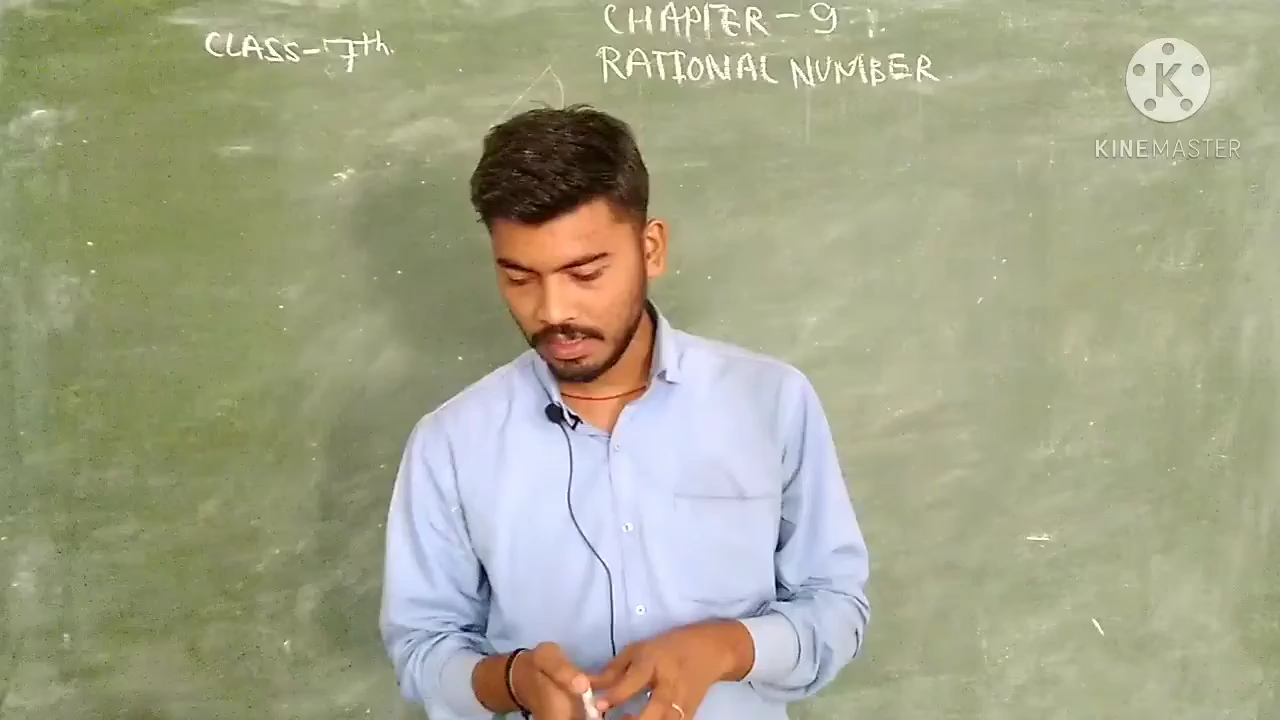 CLASS-7th
CHAPTER-9:
RATIONAL NUMBER
K
KINEMASTER